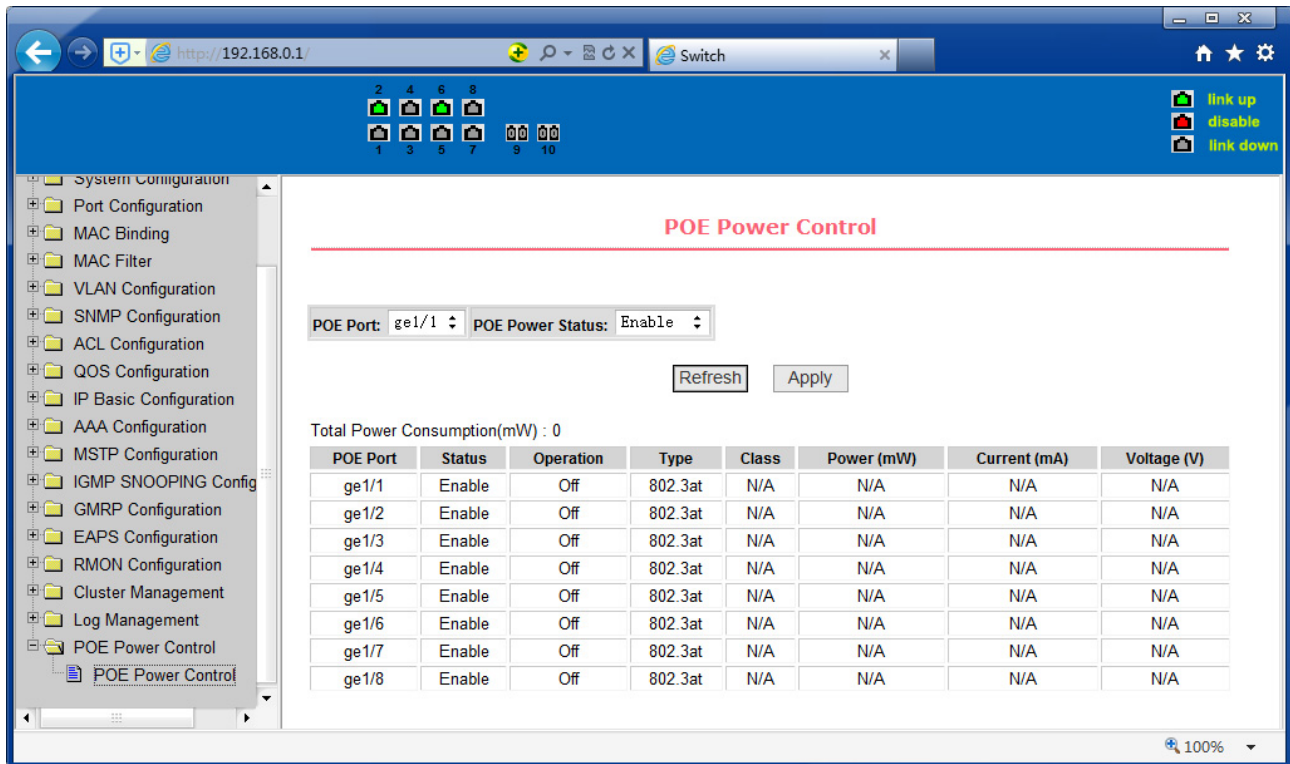 http://192.168.0.1/
Switch
2 4 6 8
1 3 5 7 9 10
link up
disable
link down
System Configuration
Port Configuration
MAC Binding
MAC Filter
VLAN Configuration
SNMP Configuration
ACL Configuration
QOS Configuration
IP Basic Configuration
AAA Configuration
MSTP Configuration
IGMP SNOOPING Config
GMRP Configuration
EAPS Configuration
RMON Configuration
Cluster Management
Log Management
POE Power Control
POE Power Control
POE Power Control
POE Port: ge1/1 POE Power Status: Enable
Refresh Apply
Total Power Consumption(mW) : 0
POE Port Status Operation Type Class Power (mW) Current (mA) Voltage (V)
ge1/1 Enable Off 802.3at N/A N/A N/A N/A
ge1/2 Enable Off 802.3at N/A N/A N/A N/A
ge1/3 Enable Off 802.3at N/A N/A N/A N/A
ge1/4 Enable Off 802.3at N/A N/A N/A N/A
ge1/5 Enable Off 802.3at N/A N/A N/A N/A
ge1/6 Enable Off 802.3at N/A N/A N/A N/A
ge1/7 Enable Off 802.3at N/A N/A N/A N/A
ge1/8 Enable Off 802.3at N/A N/A N/A N/A
100%